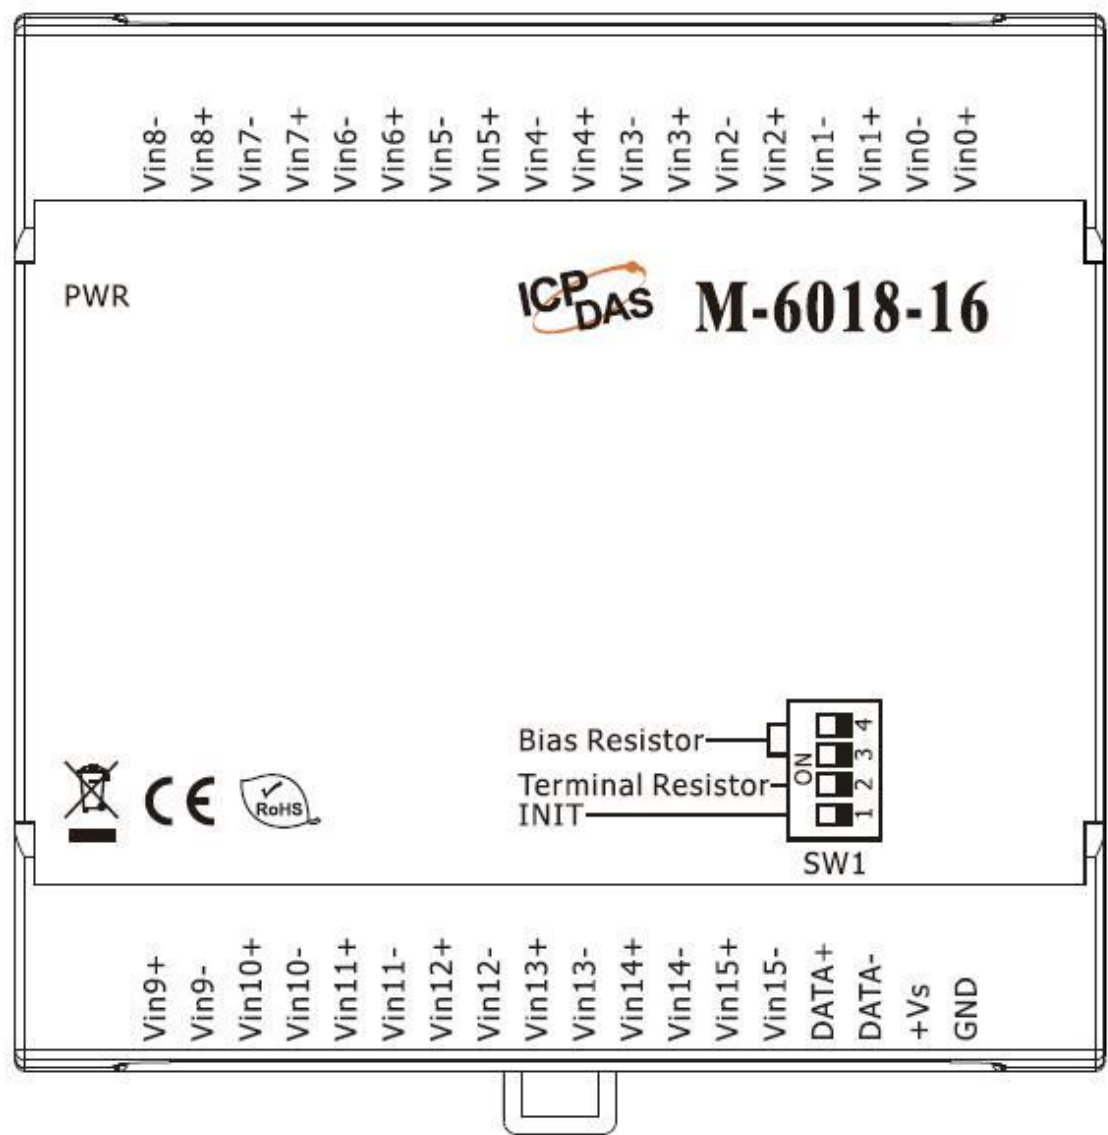 Vin8- Vin8+ Vin7- Vin7+ Vin6- Vin6+ Vin5- Vin5+ Vin4- Vin4+ Vin3- Vin3+ Vin2- Vin2+ Vin1- Vin1+ Vin0- Vin0+
PWR
ICP DAS
M-6018-16
Bias Resistor
Terminal Resistor
INIT
ON
4
3
2
1
SW1
CE
RoHS
Vin9+ Vin9- Vin10+ Vin10- Vin11+ Vin11- Vin12+ Vin12- Vin13+ Vin13- Vin14+ Vin14- Vin15+ Vin15- DATA+ DATA- +Vs GND